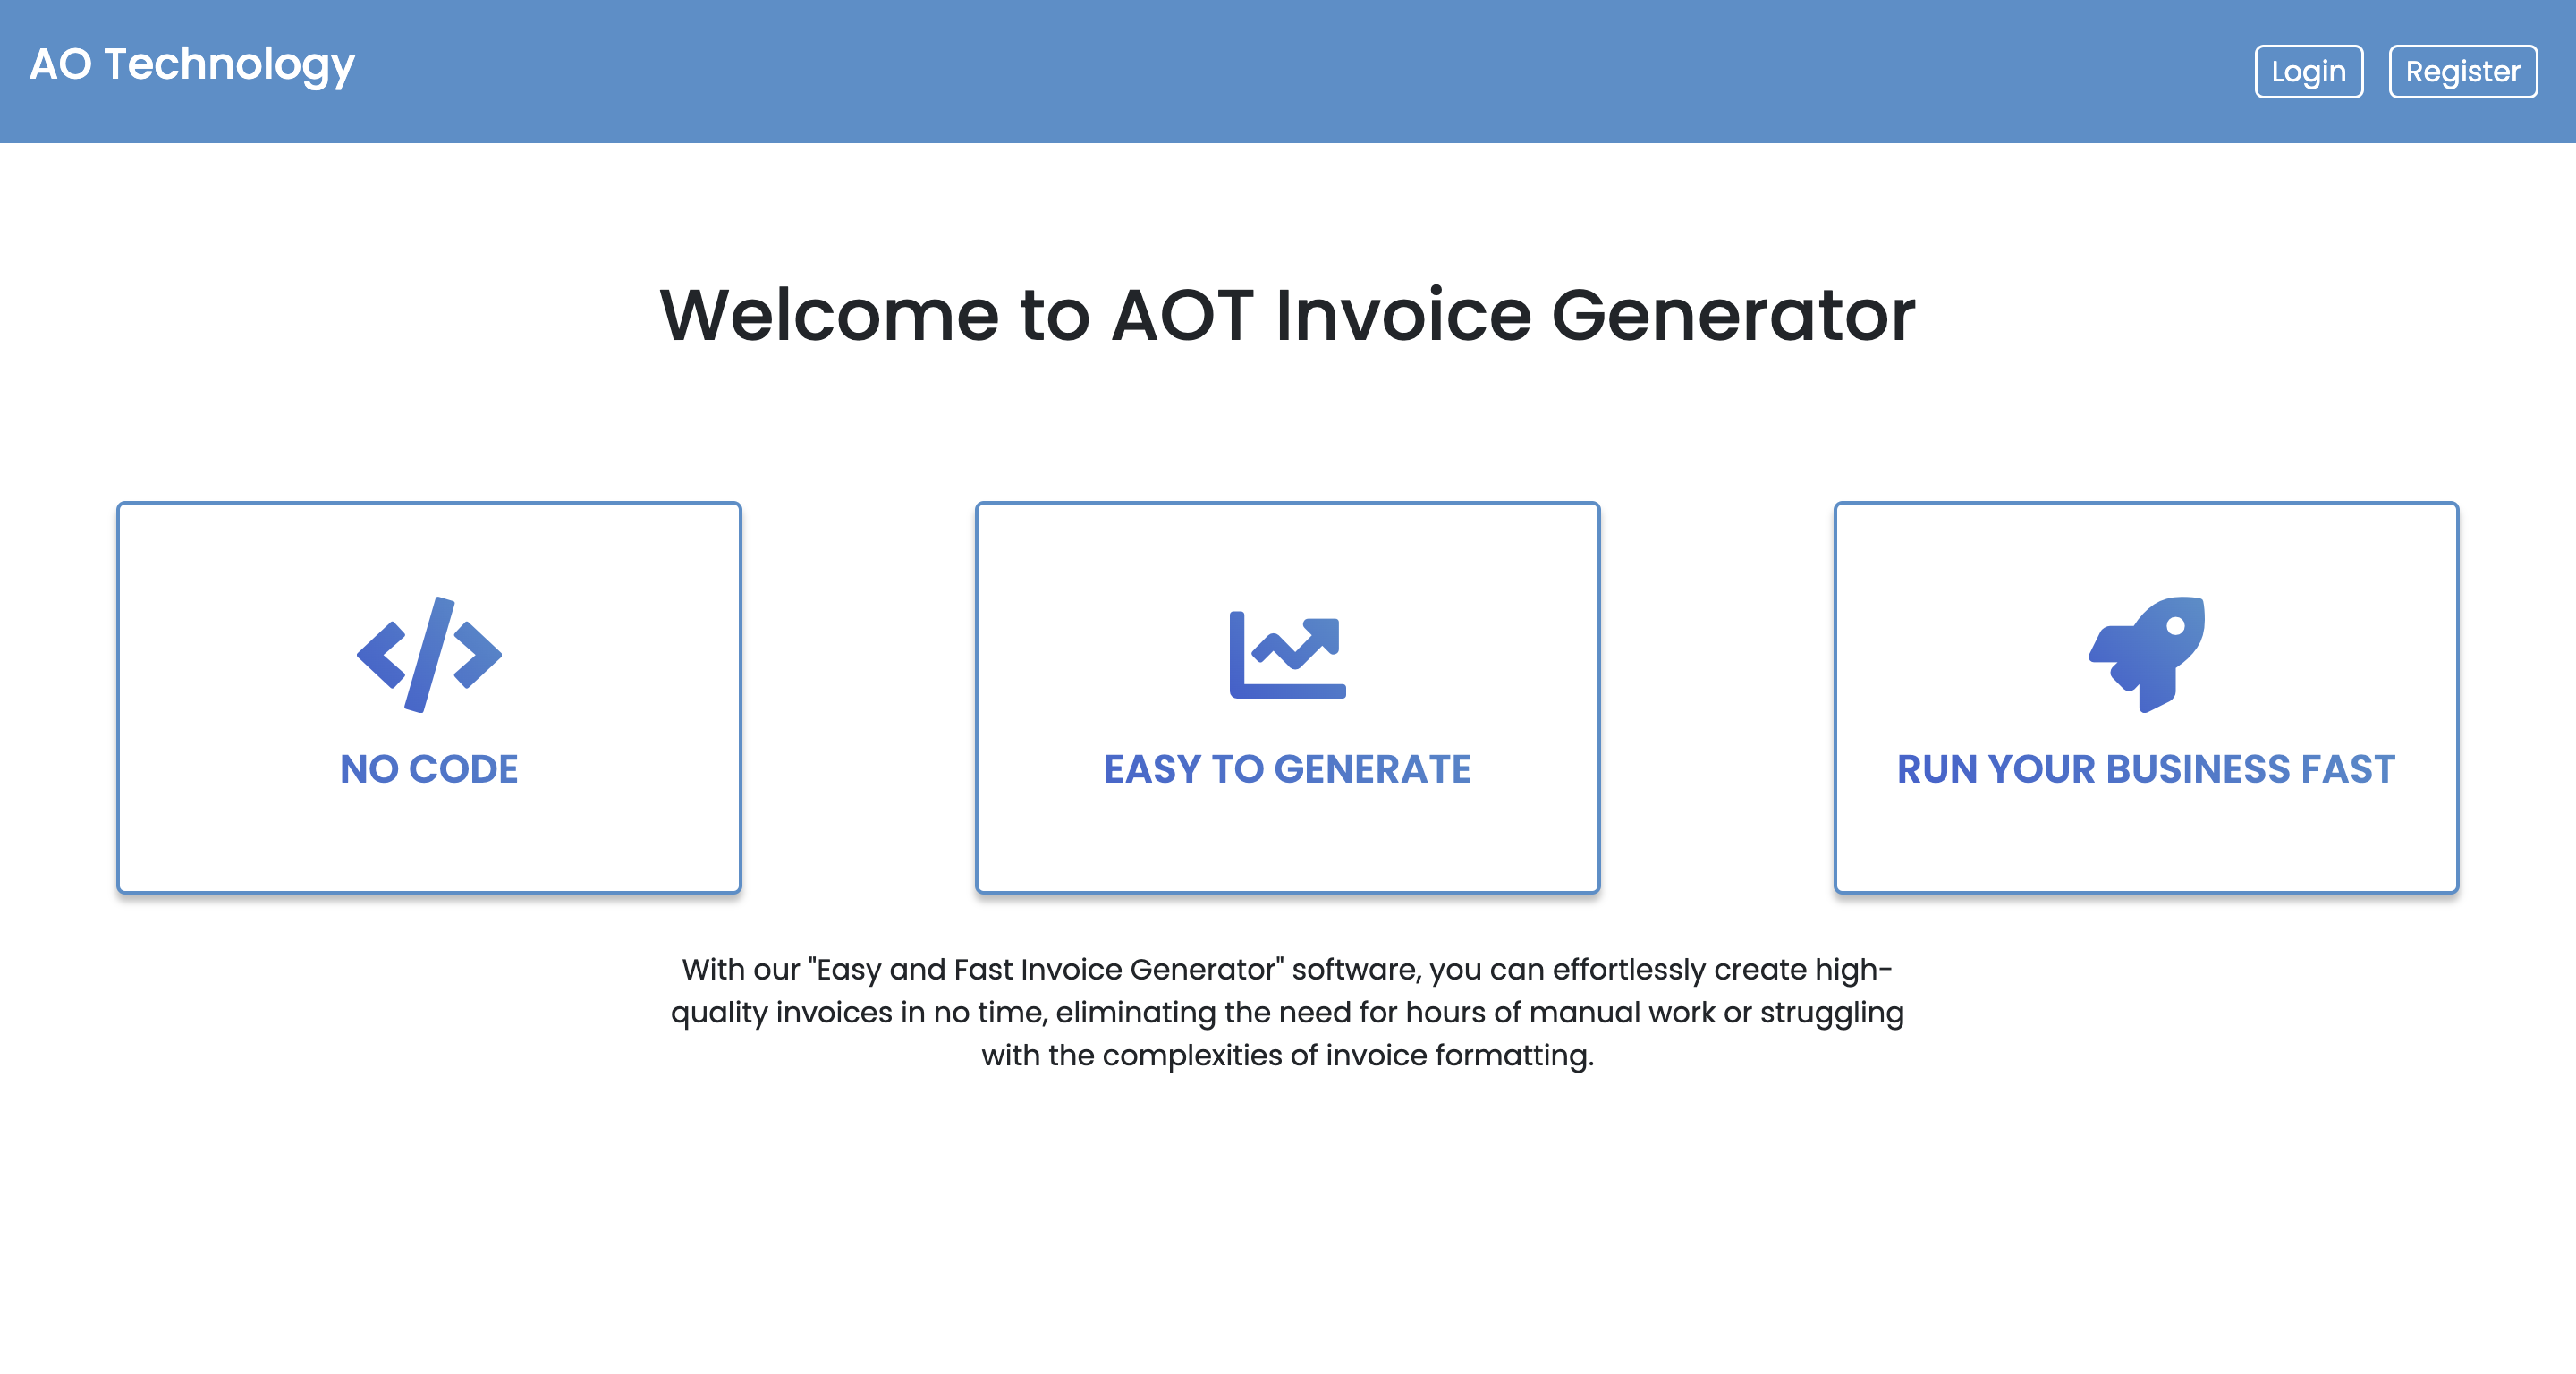 AO Technology
Login
Register
Welcome to AOT Invoice Generator
NO CODE
EASY TO GENERATE
RUN YOUR BUSINESS FAST
With our "Easy and Fast Invoice Generator" software, you can effortlessly create high-
quality invoices in no time, eliminating the need for hours of manual work or struggling
with the complexities of invoice formatting.